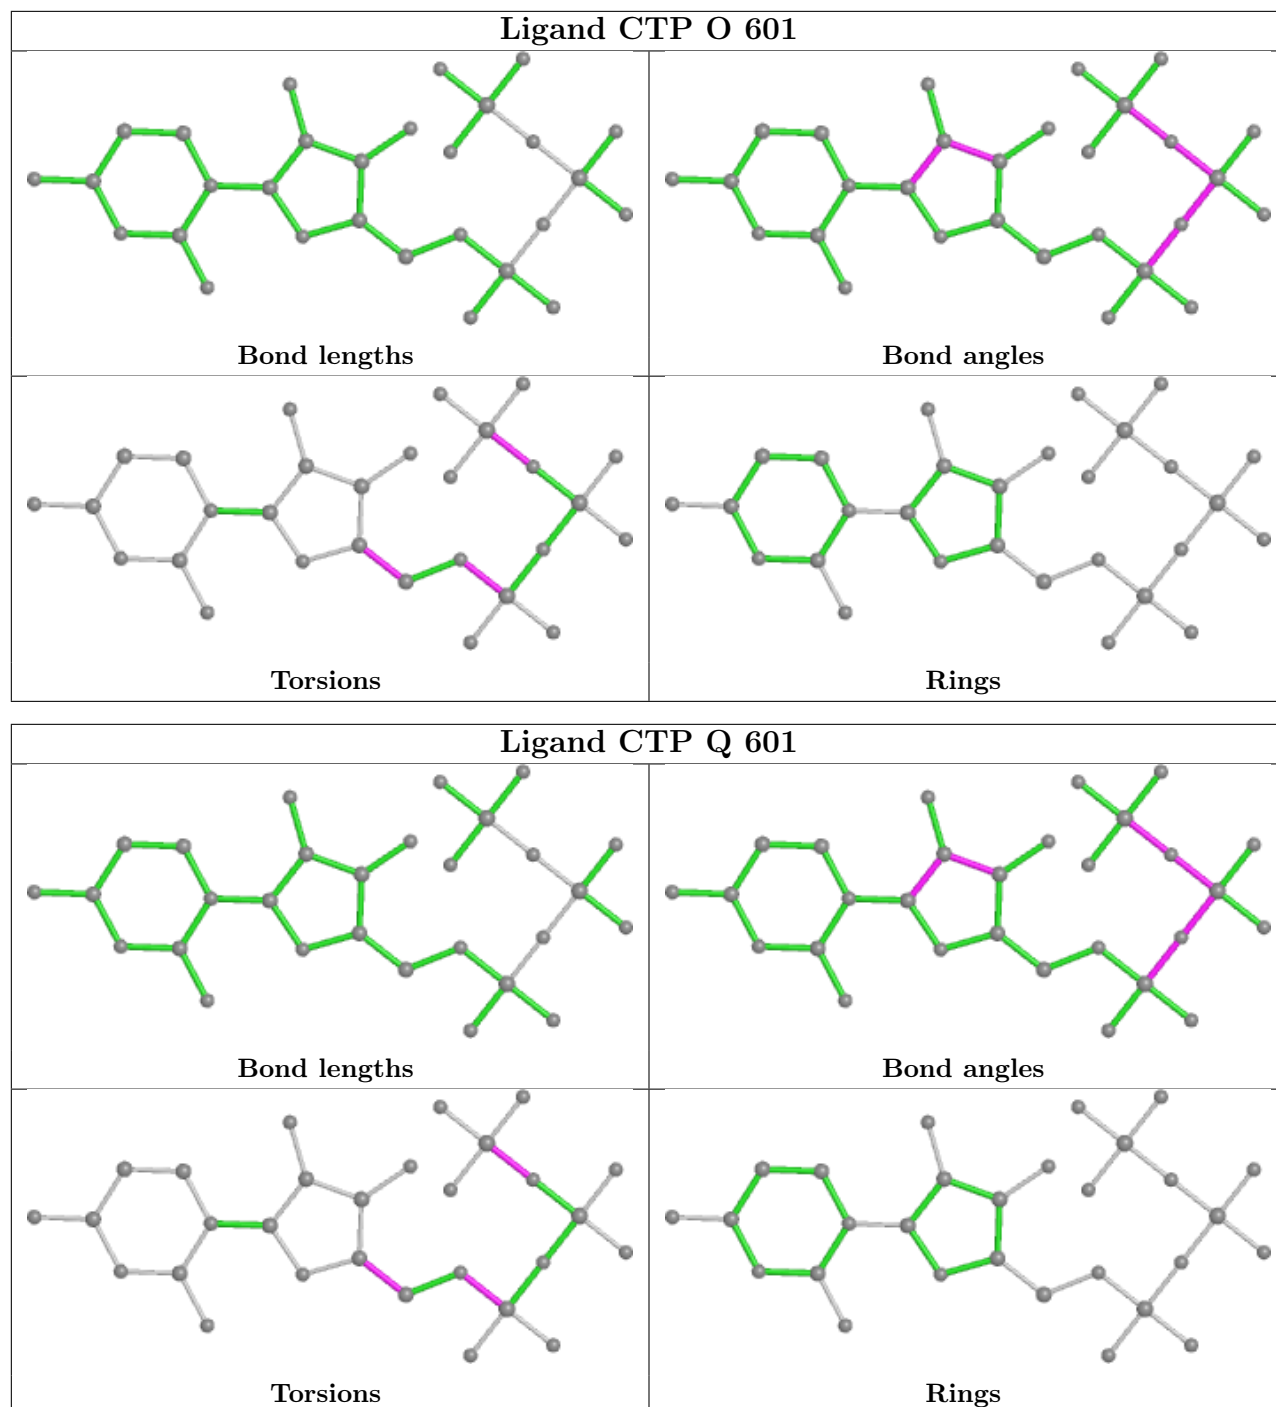 Ligand CTP O 601
Bond lengths
Bond angles
Torsions
Rings
Ligand CTP Q 601
Bond lengths
Bond angles
Torsions
Rings